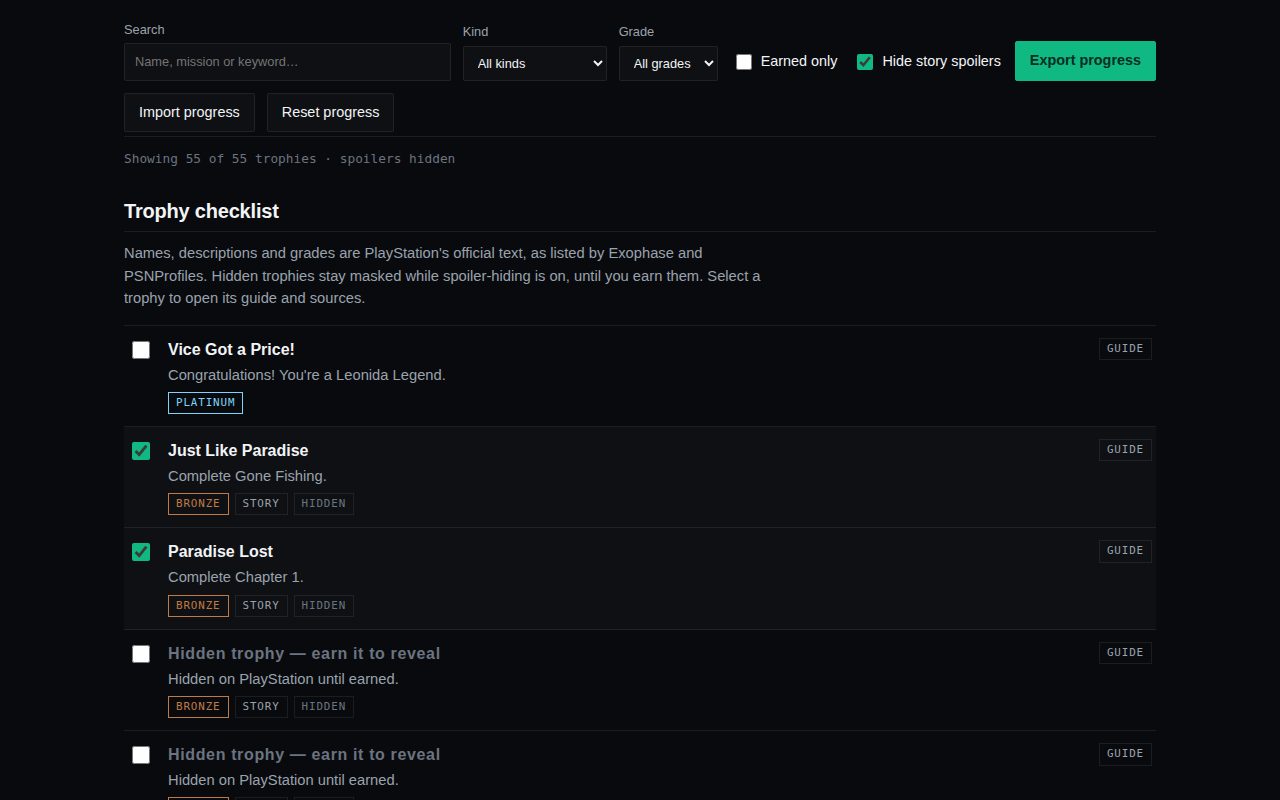 Search
Kind
Grade
Name, mission or keyword…
All kinds
All grades
Earned only
Hide story spoilers
Export progress
Import progress
Reset progress
Showing 55 of 55 trophies · spoilers hidden
Trophy checklist
Names, descriptions and grades are PlayStation's official text, as listed by Exophase and
PSNProfiles. Hidden trophies stay masked while spoiler-hiding is on, until you earn them. Select a
trophy to open its guide and sources.
Vice Got a Price!
GUIDE
Congratulations! You're a Leonida Legend.
PLATINUM
Just Like Paradise
GUIDE
Complete Gone Fishing.
BRONZE STORY HIDDEN
Paradise Lost
GUIDE
Complete Chapter 1.
BRONZE STORY HIDDEN
Hidden trophy — earn it to reveal
GUIDE
Hidden on PlayStation until earned.
BRONZE STORY HIDDEN
Hidden trophy — earn it to reveal
GUIDE
Hidden on PlayStation until earned.